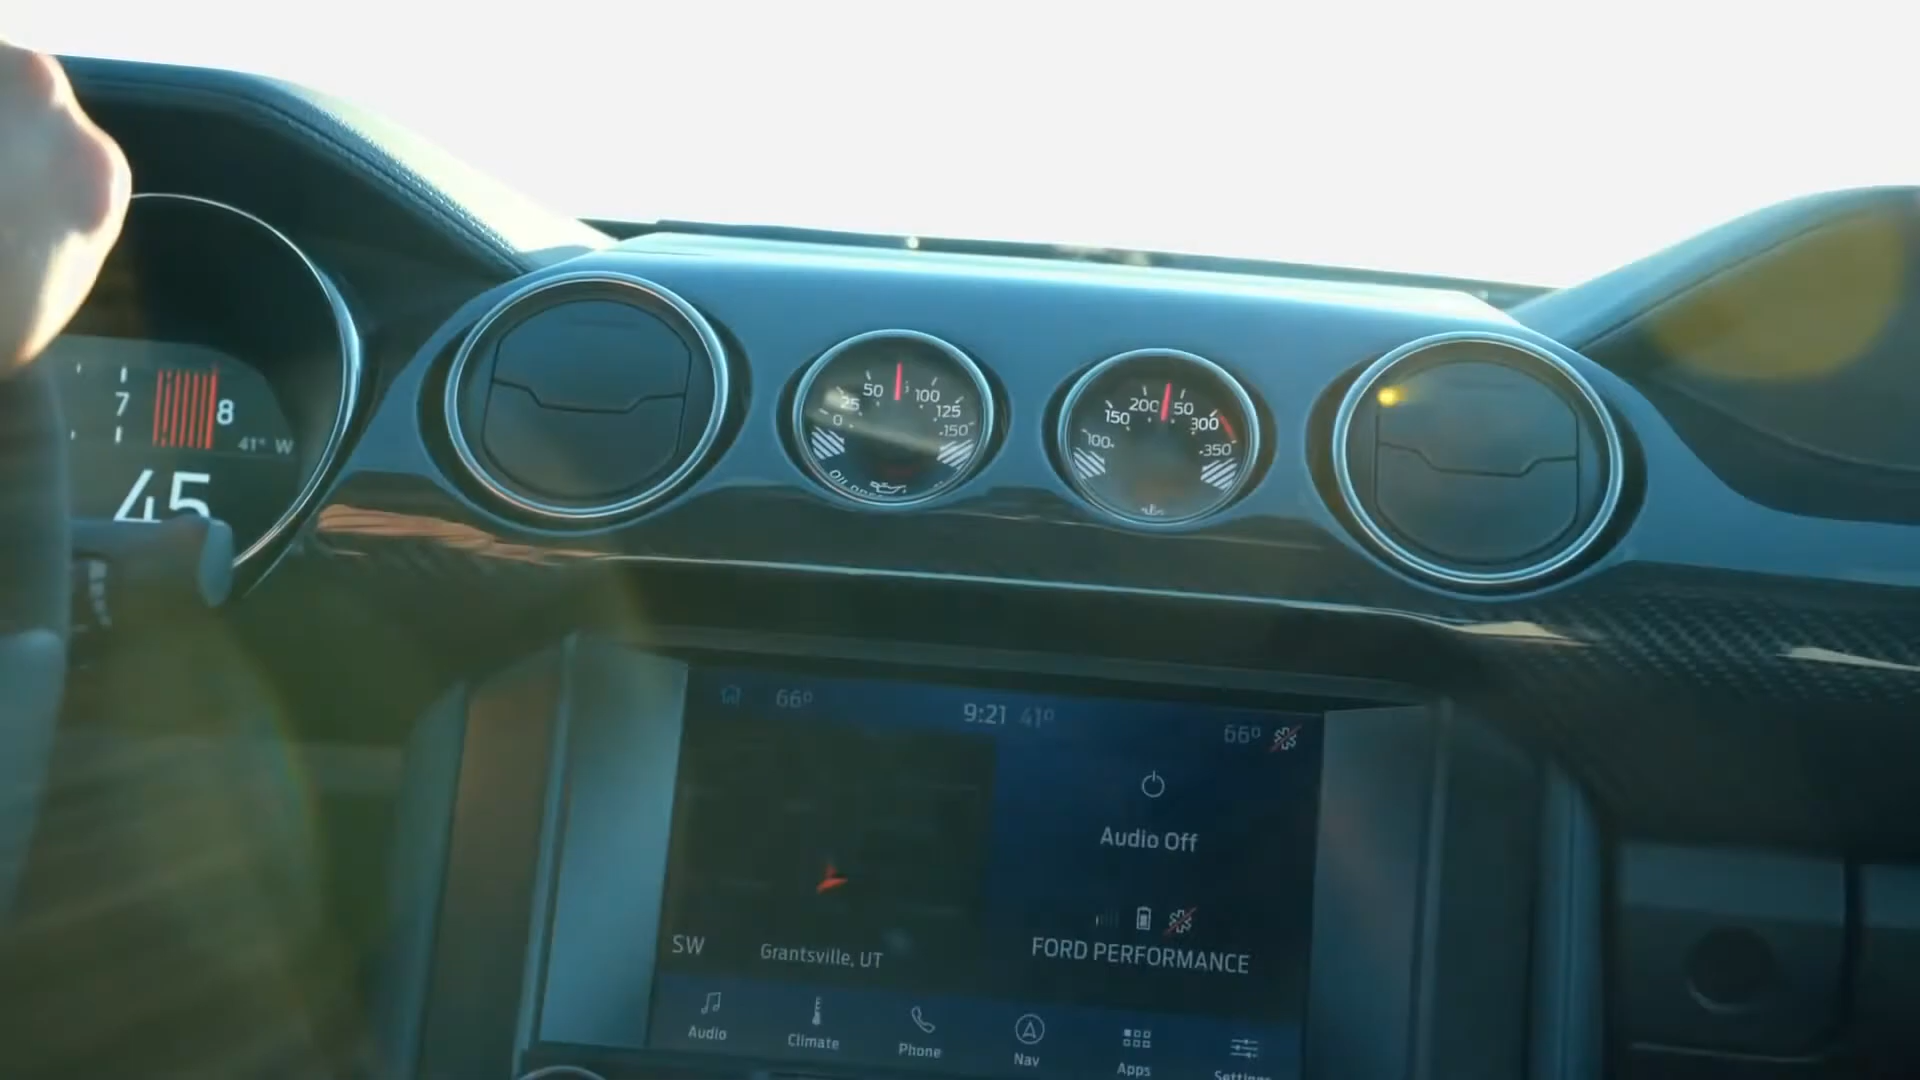 7
8
41° W
45
0
25
50
100
125
150
100
150
200
50
300
350
66°
9:21 41°
66°
Audio Off
SW
Grantsville, UT
FORD PERFORMANCE
Audio
Climate
Phone
Nav
Apps